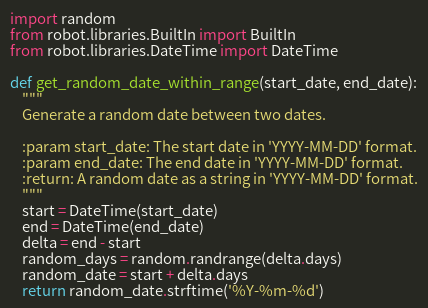 import random
from robot.libraries.BuiltIn import BuiltIn
from robot.libraries.DateTime import DateTime

def get_random_date_within_range(start_date, end_date):
    """
    Generate a random date between two dates.

    :param start_date: The start date in 'YYYY-MM-DD' format.
    :param end_date: The end date in 'YYYY-MM-DD' format.
    :return: A random date as a string in 'YYYY-MM-DD' format.
    """
    start = DateTime(start_date)
    end = DateTime(end_date)
    delta = end - start
    random_days = random.randrange(delta.days)
    random_date = start + delta.days
    return random_date.strftime('%Y-%m-%d')